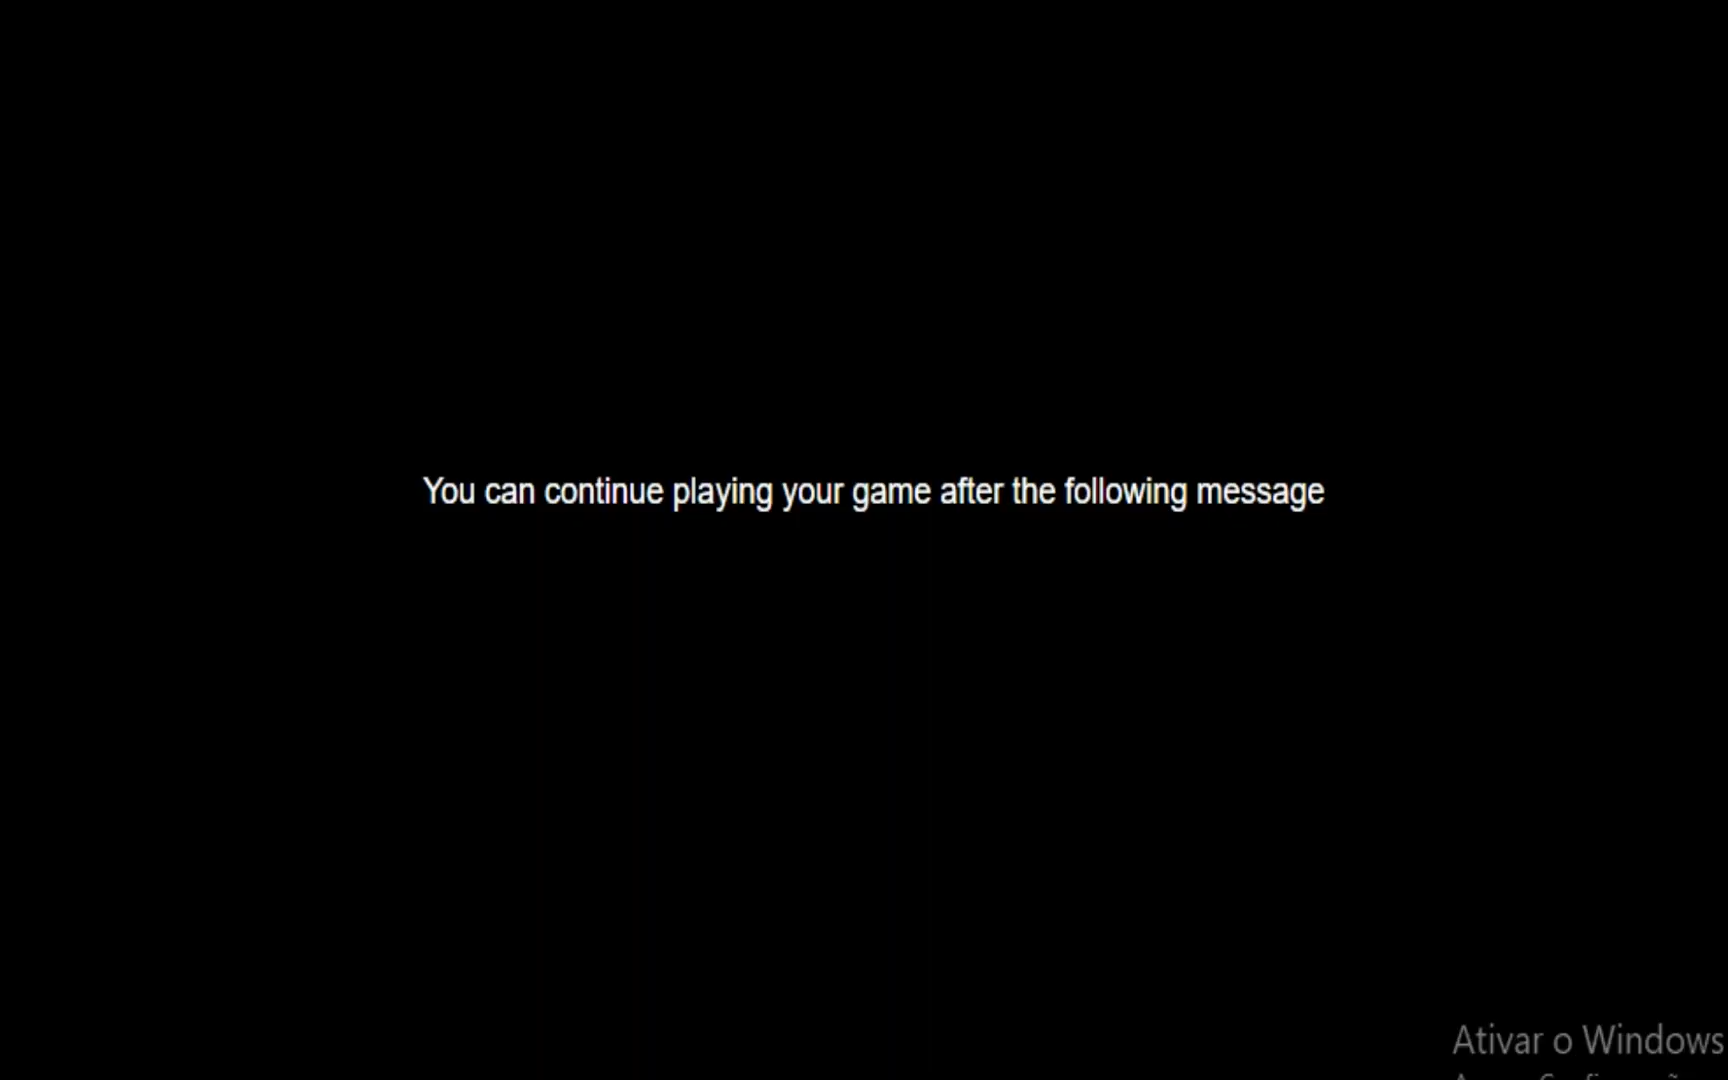 You can continue playing your game after the following message
Ativar o Windows